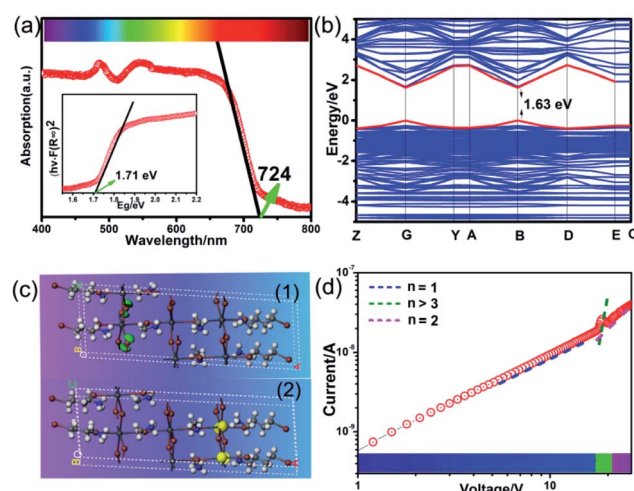 (a)
Absorption(a.u.)
(hν-F(R∞))²
1.71 eV
1.6 1.7 1.8 1.9 2.0 2.1 2.2
Eg/eV
724
400 500 600 700 800
Wavelength/nm
(b)
Energy/eV
4
2
0
-2
-4
1.63 eV
Z G Y A B D E C
(c)
(1)
(2)
(d)
n = 1
n > 3
n = 2
Current/A
10⁻⁷
10⁻⁸
10⁻⁹
1 10
Voltage/V